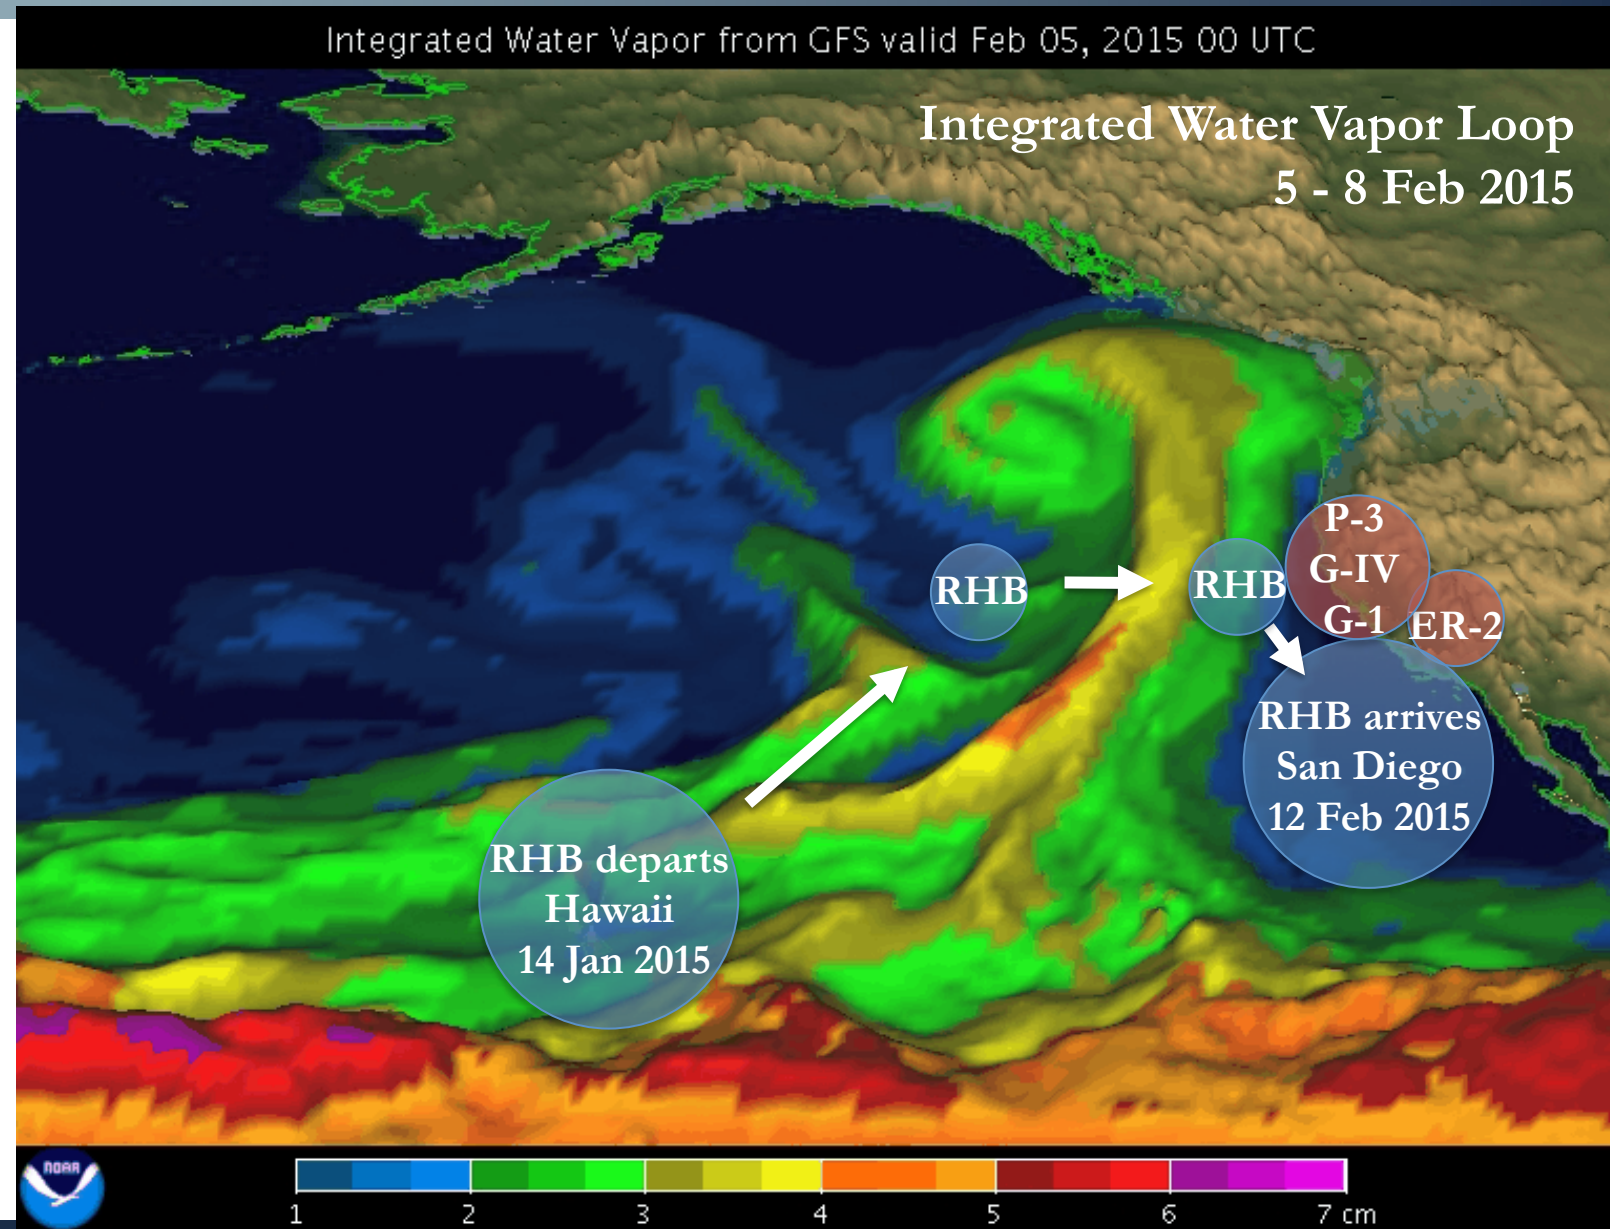 Integrated Water Vapor from GFS valid Feb 05, 2015 00 UTC
Integrated Water Vapor Loop
5 - 8 Feb 2015
P-3
G-IV
G-1
RHB
RHB
ER-2
RHB arrives
San Diego
12 Feb 2015
RHB departs
Hawaii
14 Jan 2015
NOAA
1 2 3 4 5 6 7 cm